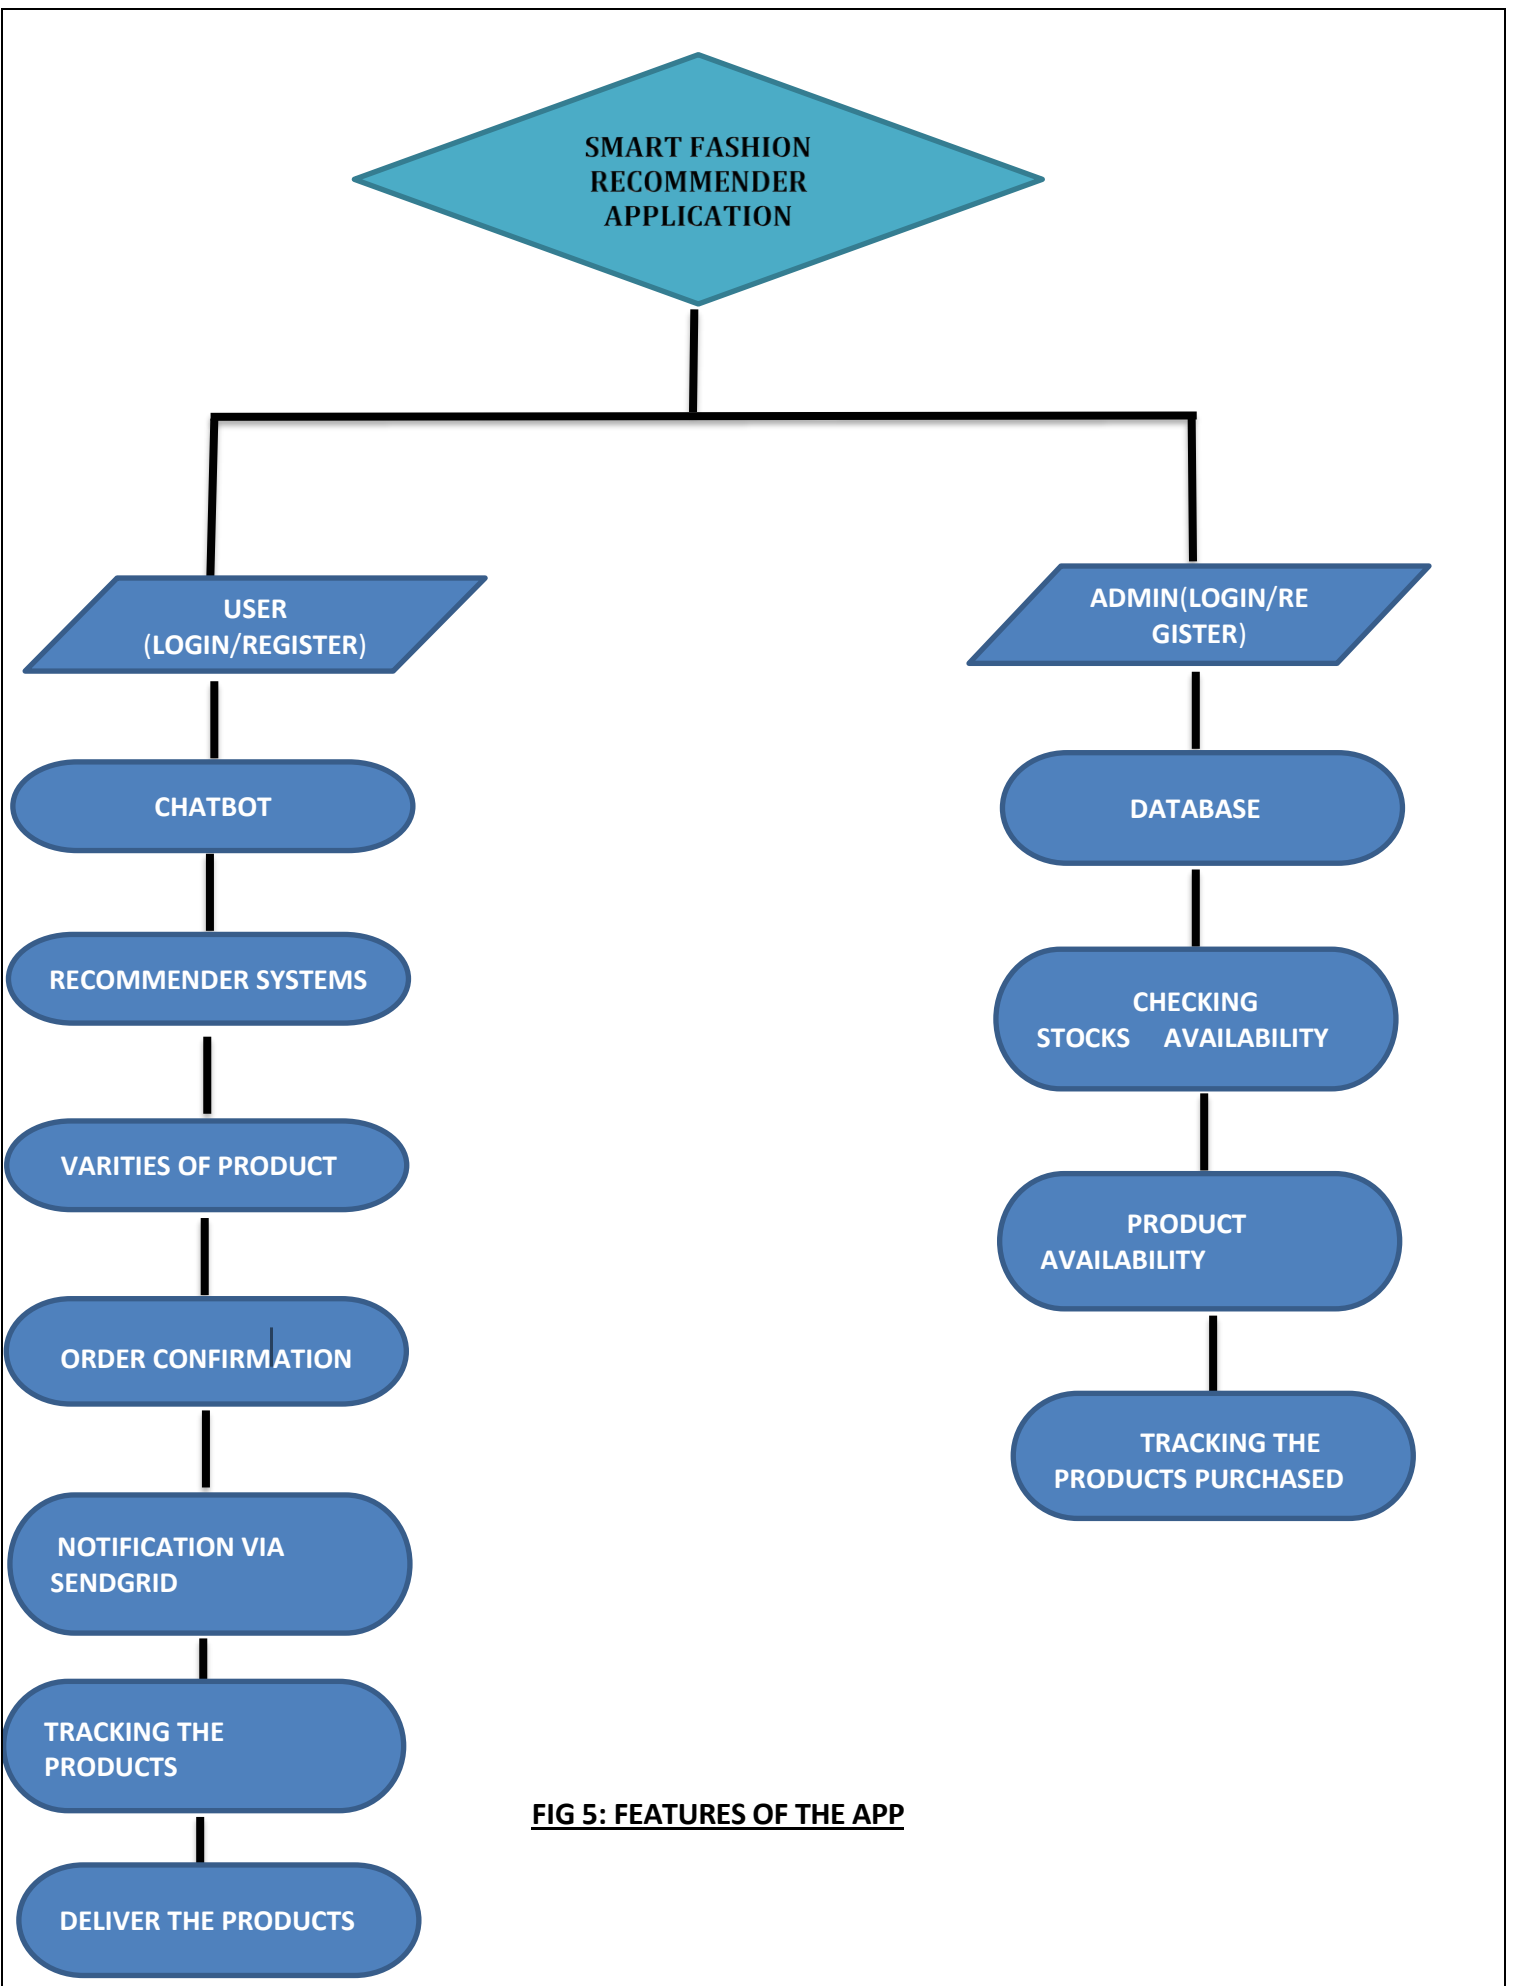 SMART FASHION
RECOMMENDER
APPLICATION
USER
(LOGIN/REGISTER)
CHATBOT
RECOMMENDER SYSTEMS
VARITIES OF PRODUCT
ORDER CONFIRMATION
NOTIFICATION VIA
SENDGRID
TRACKING THE
PRODUCTS
DELIVER THE PRODUCTS
ADMIN(LOGIN/RE
GISTER)
DATABASE
CHECKING
STOCKS AVAILABILITY
PRODUCT
AVAILABILITY
TRACKING THE
PRODUCTS PURCHASED
FIG 5: FEATURES OF THE APP